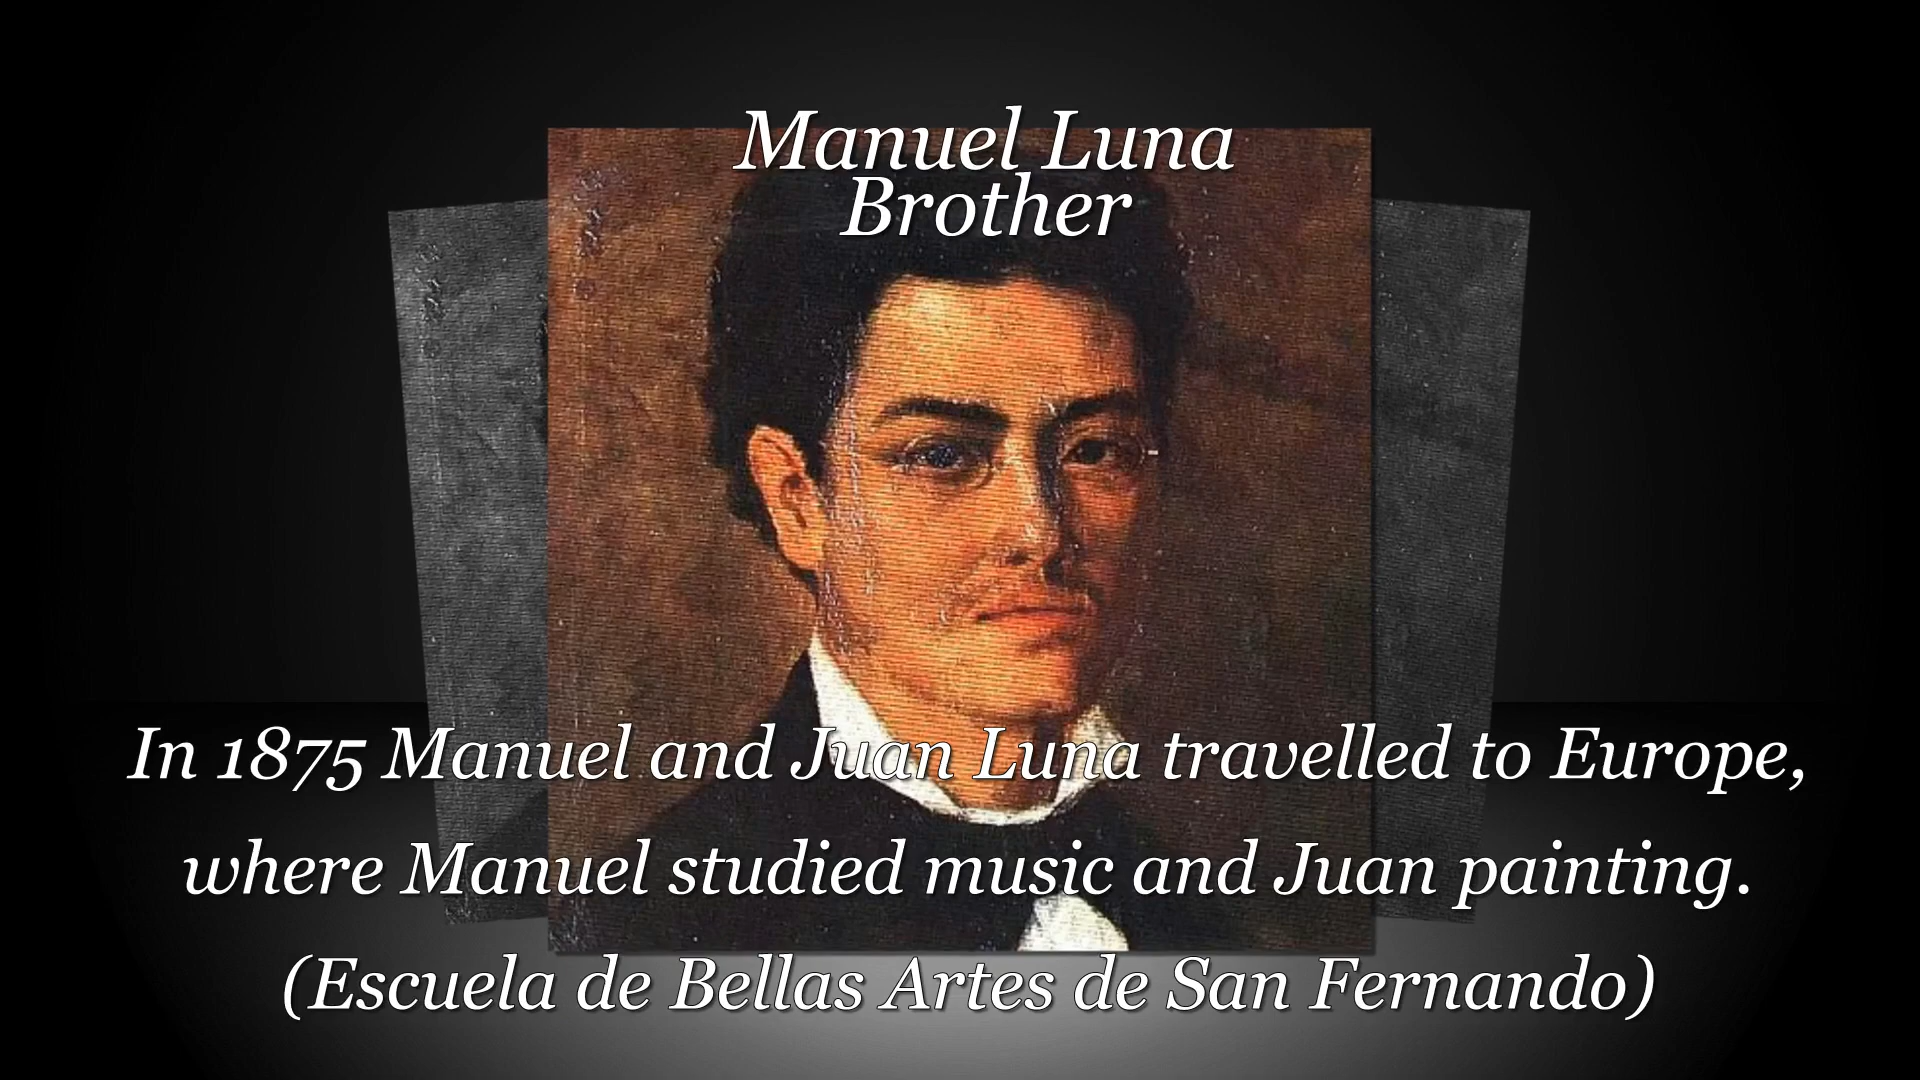 Manuel Luna
Brother
In 1875 Manuel and Juan Luna travelled to Europe,
where Manuel studied music and Juan painting.
(Escuela de Bellas Artes de San Fernando)